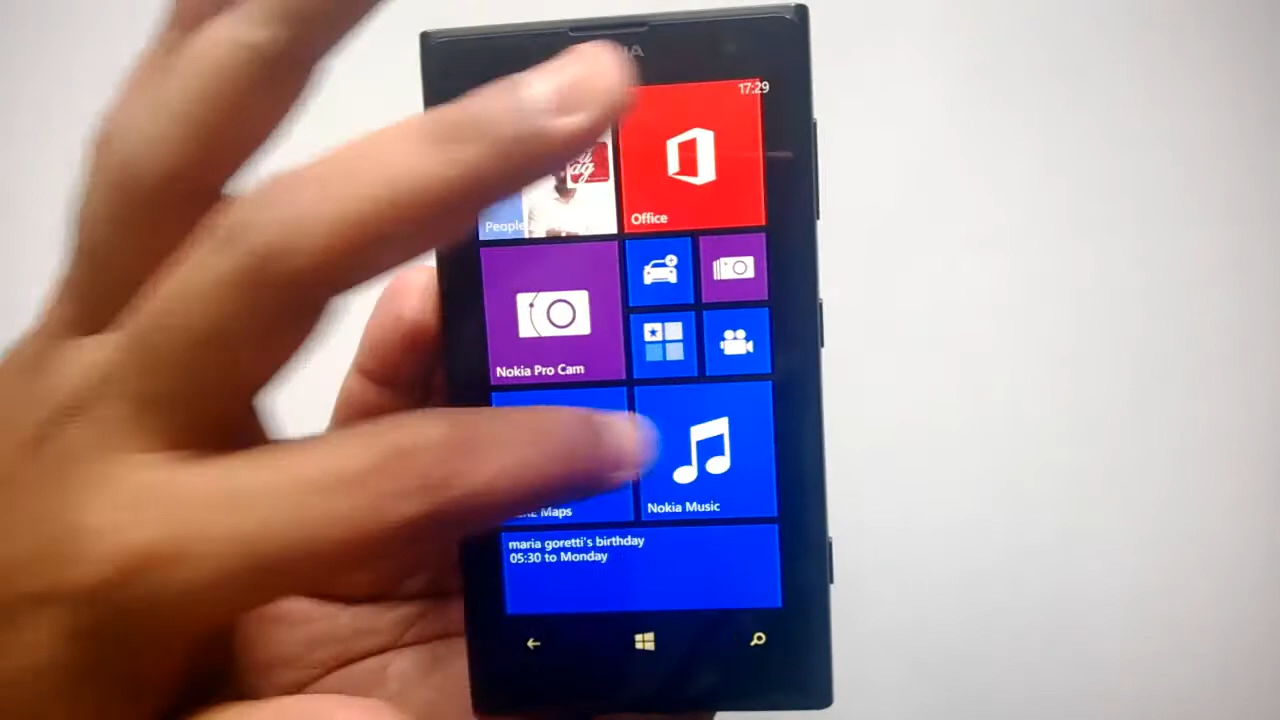 17:29
People
Office
Nokia Pro Cam
Maps
Nokia Music
maria goretti's birthday
05:30 to Monday